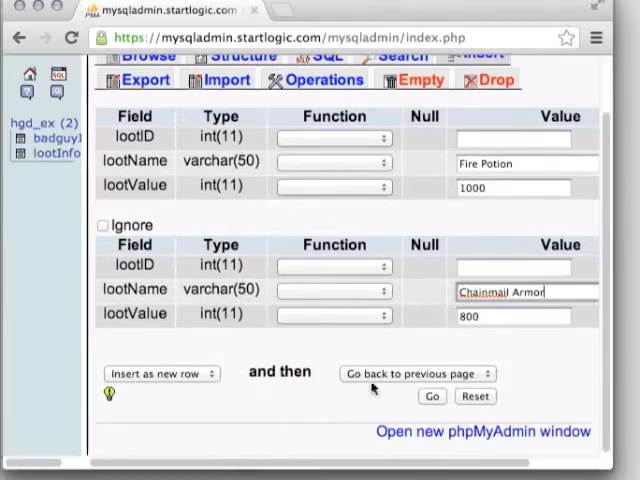 mysqladmin.startlogic.com
https://mysqladmin.startlogic.com/mysqladmin/index.php
Browse Structure SQL Search Insert
Export Import Operations Empty Drop
SQL
hgd_ex (2)
badguyI
lootInfo
Field Type Function Null Value
lootID int(11)
lootName varchar(50) Fire Potion
lootValue int(11) 1000
Ignore
Field Type Function Null Value
lootID int(11)
lootName varchar(50) Chainmail Armor
lootValue int(11) 800
Insert as new row and then Go back to previous page
Go Reset
Open new phpMyAdmin window